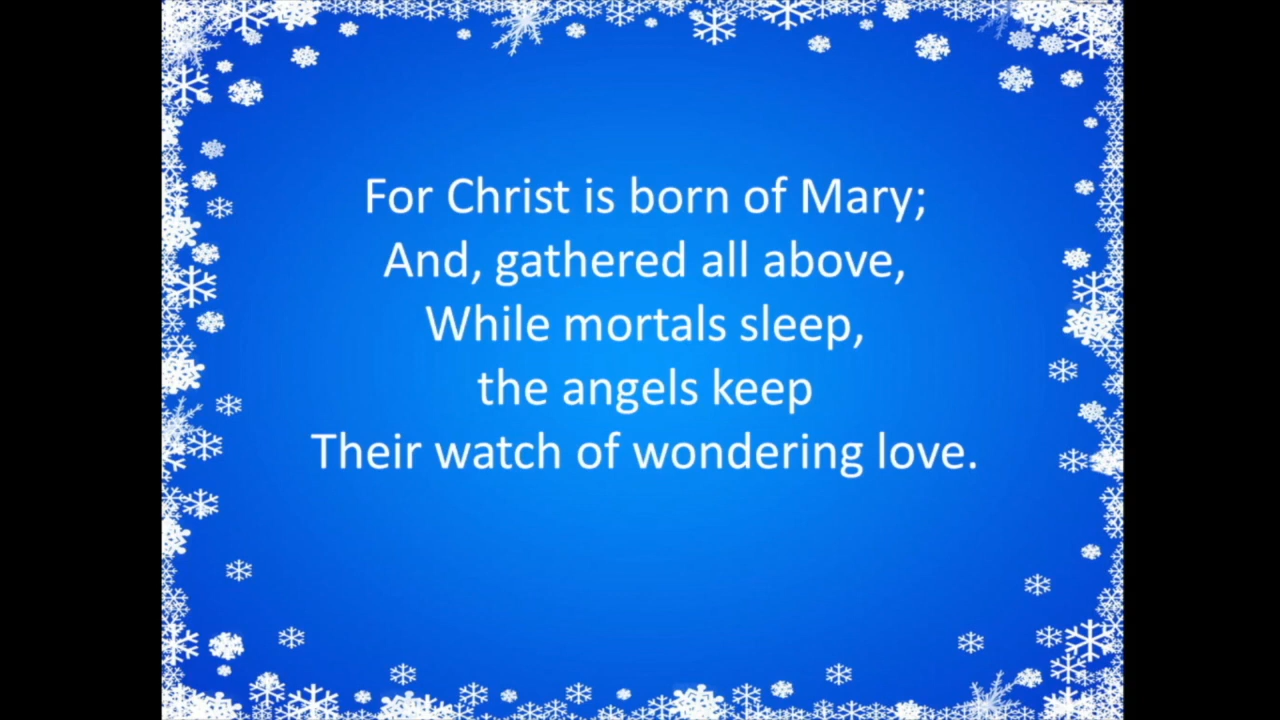 For Christ is born of Mary;
And, gathered all above,
While mortals sleep,
the angels keep
Their watch of wondering love.